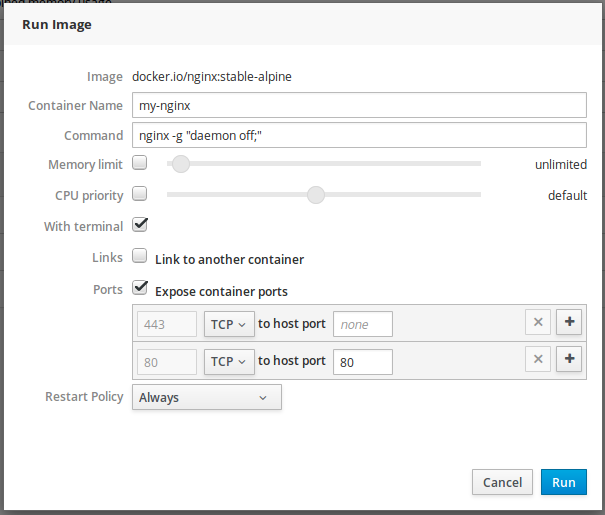 Run Image
Image docker.io/nginx:stable-alpine
Container Name my-nginx
Command nginx -g "daemon off;"
Memory limit unlimited
CPU priority default
With terminal
Links Link to another container
Ports Expose container ports
443 TCP to host port none
80 TCP to host port 80
Restart Policy Always
Cancel Run